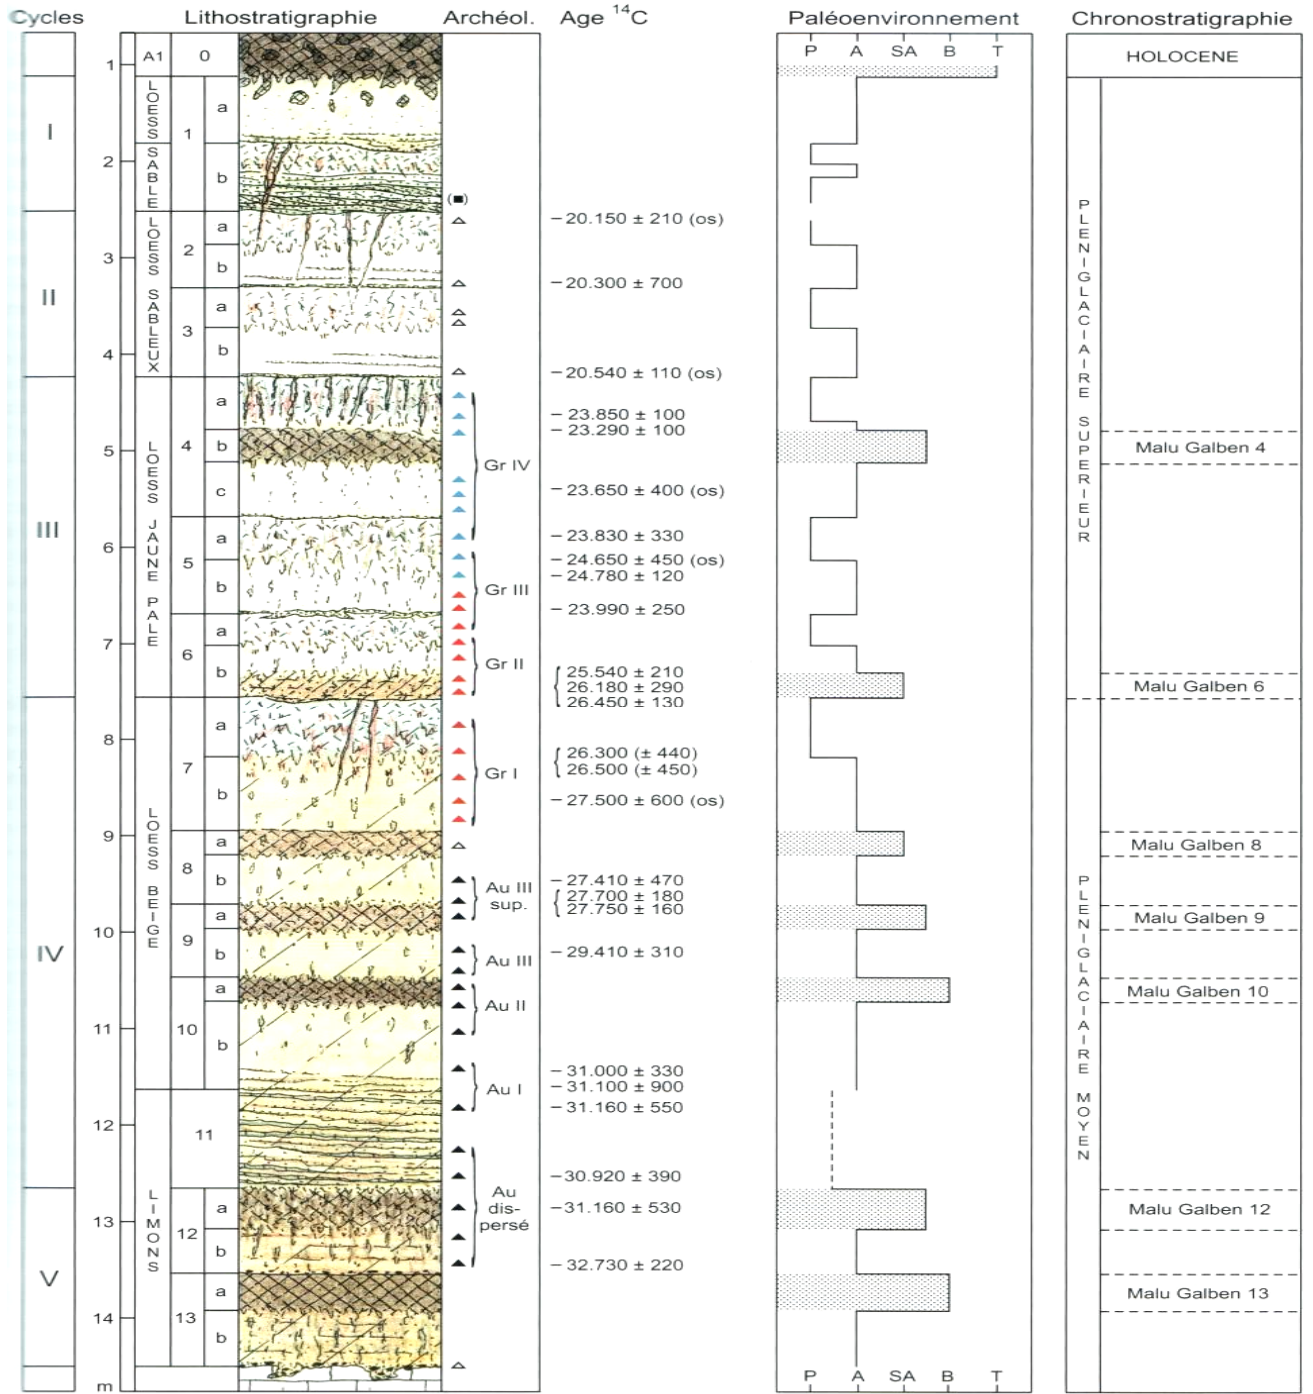 Cycles Lithostratigraphie Archéol. Age 14C Paléoenvironnement Chronostratigraphie
P A SA B T
A1 0 HOLOCENE
1
LOESS
a
I 1
2
SABLE
b
(■)
LOESS SABLEUX
a
-20.150 ± 210 (os)
2
3
b
-20.300 ± 700
II
a
3
4
b
-20.540 ± 110 (os)
LOESS JAUNE PALE
a
-23.850 ± 100
-23.290 ± 100
4
5
b
Malu Galben 4
Gr IV
c
-23.650 ± 400 (os)
III
a
-23.830 ± 330
6
-24.650 ± 450 (os)
5
-24.780 ± 120
b
Gr III
-23.990 ± 250
a
7
6
Gr II
b
25.540 ± 210
26.180 ± 290
26.450 ± 130
Malu Galben 6
PLENIGLACIAIRE SUPERIEUR
LOESS BEIGE
a
8
26.300 (± 440)
7
Gr I
26.500 (± 450)
b
-27.500 ± 600 (os)
9
a
Malu Galben 8
8
b
-27.410 ± 470
Au III
sup.
27.700 ± 180
27.750 ± 160
a
Malu Galben 9
10
9
IV
b
-29.410 ± 310
Au III
a
Malu Galben 10
Au II
11
10
b
-31.000 ± 330
-31.100 ± 900
Au I
-31.160 ± 550
12
11
PLENIGLACIAIRE MOYEN
LIMONS
-30.920 ± 390
Au
dis-
persé
a
-31.160 ± 530
Malu Galben 12
13
12
b
-32.730 ± 220
V
a
Malu Galben 13
14
13
b
m
P A SA B T